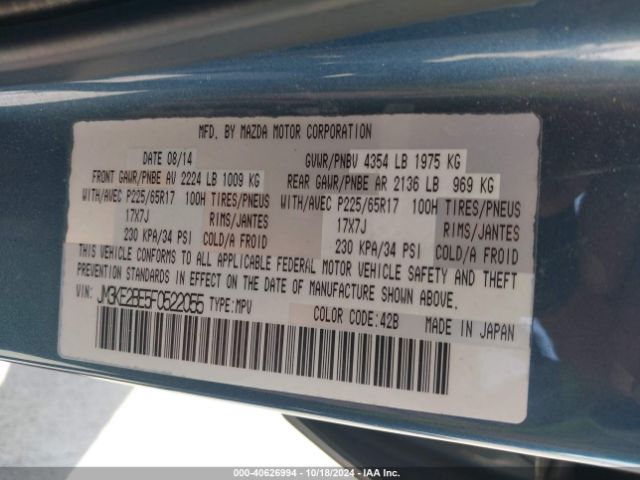 MFD. BY MAZDA MOTOR CORPORATION
DATE 08/14 GVWR/PNBV 4354 LB 1975 KG
FRONT GAWR/PNBE AV 2224 LB 1009 KG REAR GAWR/PNBE AR 2136 LB 969 KG
WITH/AVEC P225/65R17 100H TIRES/PNEUS WITH/AVEC P225/65R17 100H TIRES/PNEUS
17X7J RIMS/JANTES 17X7J RIMS/JANTES
230 KPA/34 PSI COLD/A FROID 230 KPA/34 PSI COLD/A FROID
THIS VEHICLE CONFORMS TO ALL APPLICABLE FEDERAL MOTOR VEHICLE SAFETY AND THEFT
PREVENTION STANDARDS IN EFFECT ON THE DATE OF MANUFACTURE SHOWN ABOVE.
VIN: JM3KE2BE5F0522055 TYPE:MPV COLOR CODE:42B MADE IN JAPAN
000-40626994 | 10/18/2024 | IAA Inc.